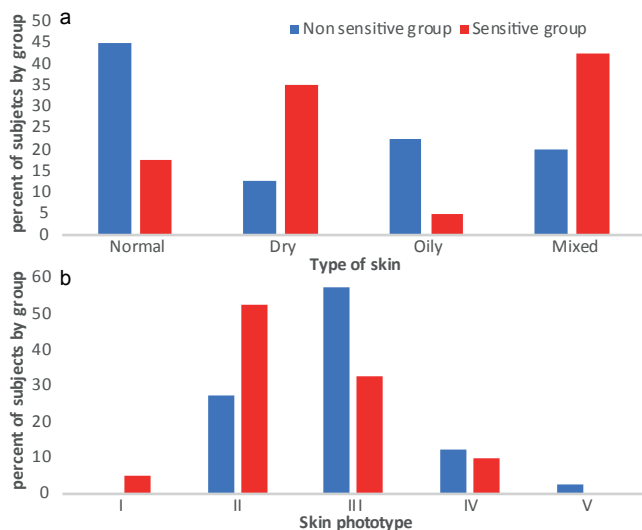 a
Non sensitive group Sensitive group
percent of subjetcs by group
50
45
40
35
30
25
20
15
10
5
0
Normal Dry Oily Mixed
Type of skin
b
percent of subjects by group
60
50
40
30
20
10
0
I II III IV V
Skin phototype